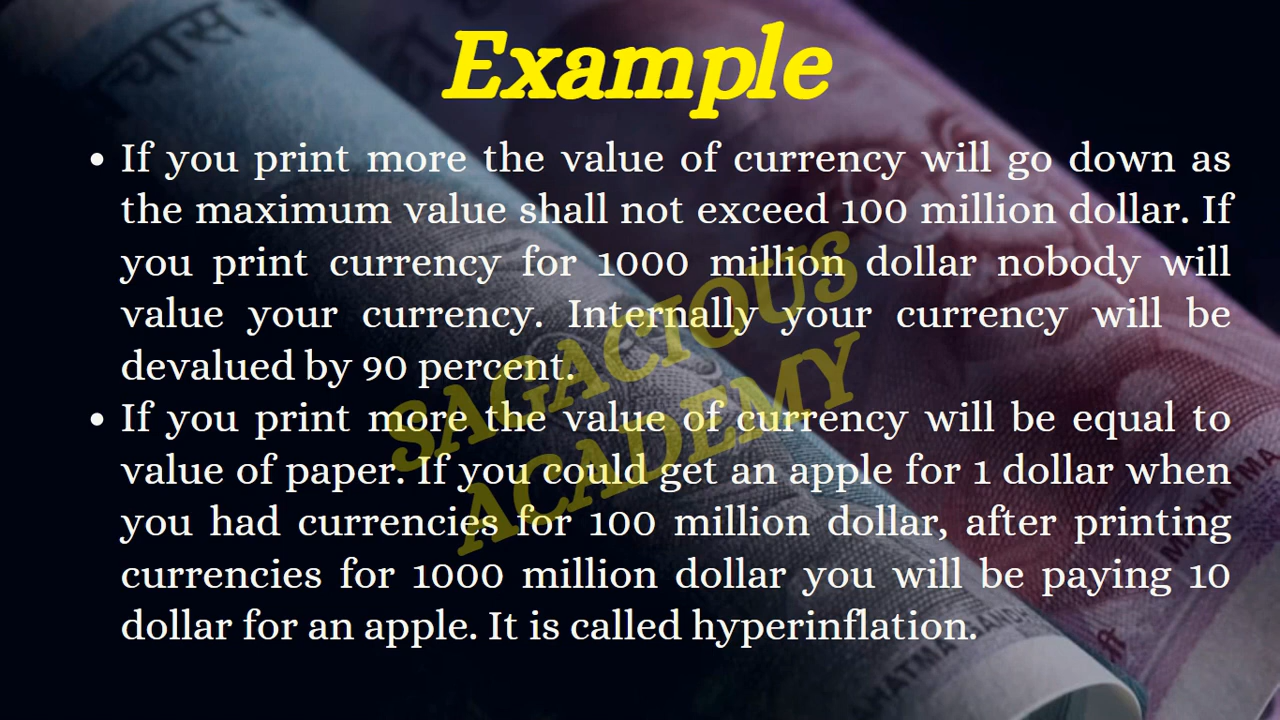 Example
• If you print more the value of currency will go down as
the maximum value shall not exceed 100 million dollar. If
you print currency for 1000 million dollar nobody will
value your currency. Internally your currency will be
devalued by 90 percent.
• If you print more the value of currency will be equal to
value of paper. If you could get an apple for 1 dollar when
you had currencies for 100 million dollar, after printing
currencies for 1000 million dollar you will be paying 10
dollar for an apple. It is called hyperinflation.
SAGACIOUS
ACADEMY